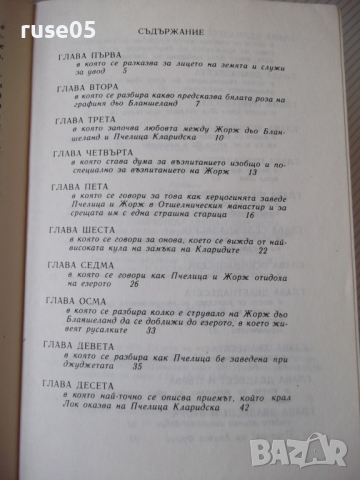 ruse05
СЪДЪРЖАНИЕ
ГЛАВА ПЪРВА
в която се разказва за лицето на земята и служи
за увод 5
ГЛАВА ВТОРА
в която се разбира какво предсказва бялата роза на
графиня дьо Бланшеланд 7
ГЛАВА ТРЕТА
в която започва любовта между Жорж дьо Блан-
шеланд и Пчелица Кларидска 10
ГЛАВА ЧЕТВЪРТА
в която става дума за възпитанието изобщо и по-
специално за възпитанието на Жорж 13
ГЛАВА ПЕТА
в която се говори за това как херцогинята заведе
Пчелица и Жорж в Отшелническия манастир и за
срещата им с една страшна старица 16
ГЛАВА ШЕСТА
в която се говори за онова, което се вижда от най-
високата кула на замъка на Кларидите 22
ГЛАВА СЕДМА
в която се говори как Пчелица и Жорж отидоха
на езерото 26
ГЛАВА ОСМА
в която се разбира колко е струвало на Жорж дьо
Бланшеланд да се доближи до езерото, в което жи-
веят русалките 33
ГЛАВА ДЕВЕТА
в която се разбира как Пчелица бе заведена при
джуджетата 35
ГЛАВА ДЕСЕТА
в която най-точно се описва приемът, който крал
Лок оказва на Пчелица Кларидска 42
bazar.bg